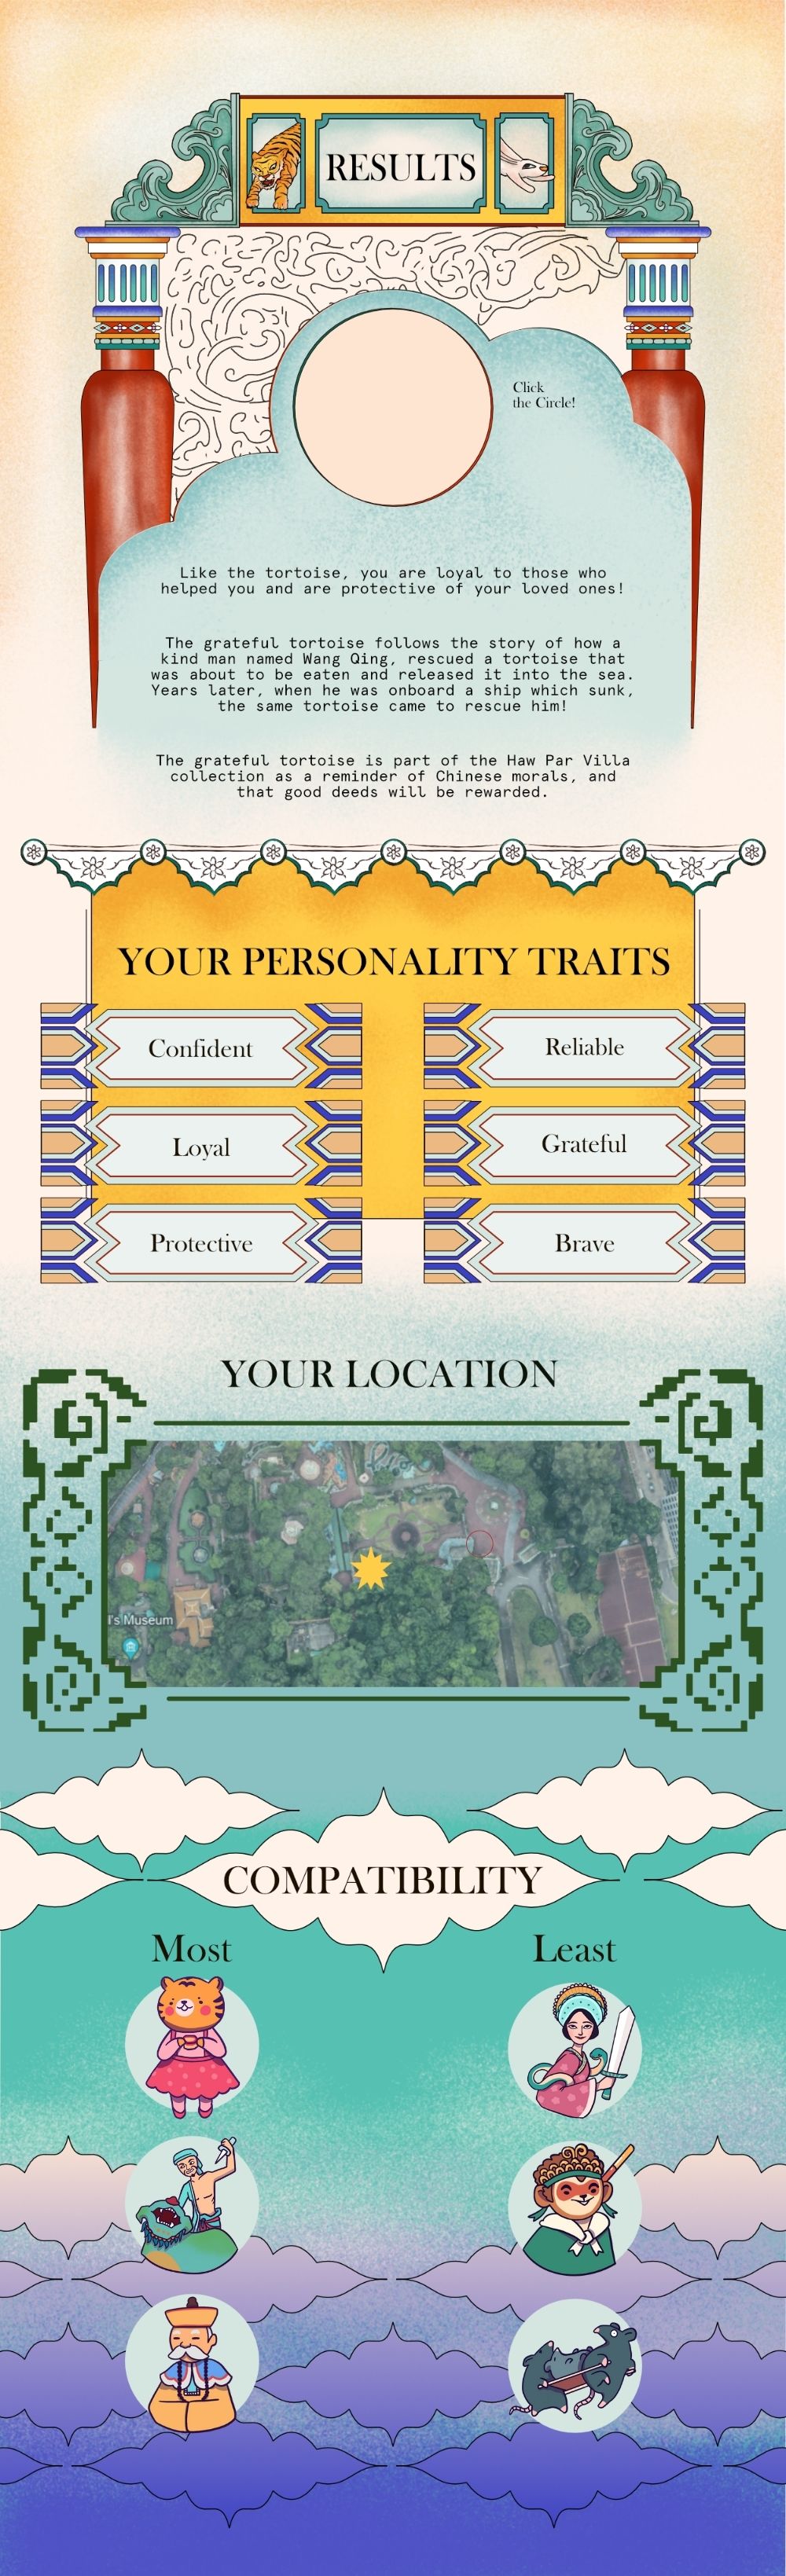 RESULTS
Click
the Circle!
Like the tortoise, you are loyal to those who
helped you and are protective of your loved ones!
The grateful tortoise follows the story of how a
kind man named Wang Qing, rescued a tortoise that
was about to be eaten and released it into the sea.
Years later, when he was onboard a ship which sunk,
the same tortoise came to rescue him!
The grateful tortoise is part of the Haw Par Villa
collection as a reminder of Chinese morals, and
that good deeds will be rewarded.
YOUR PERSONALITY TRAITS
Confident
Reliable
Loyal
Grateful
Protective
Brave
YOUR LOCATION
l's Museum
COMPATIBILITY
Most
Least